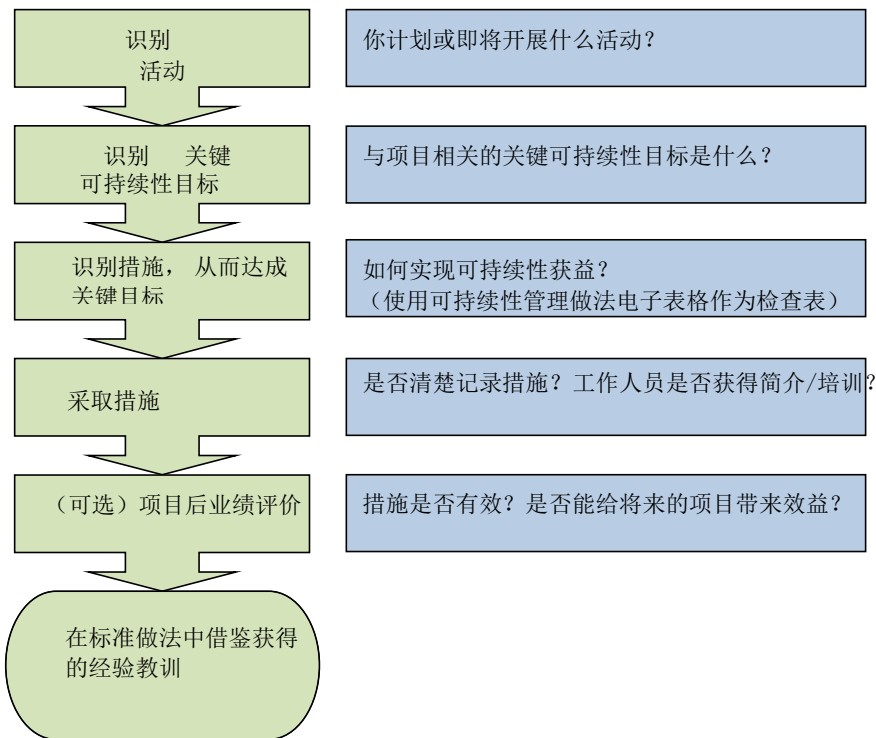 识别
活动
你计划或即将开展什么活动？
识别 关键
可持续性目标
与项目相关的关键可持续性目标是什么？
识别措施， 从而达成
关键目标
如何实现可持续性获益？
（使用可持续性管理做法电子表格作为检查表）
采取措施
是否清楚记录措施？工作人员是否获得简介/培训？
（可选）项目后业绩评价
措施是否有效？是否能给将来的项目带来效益？
在标准做法中借鉴获得
的经验教训